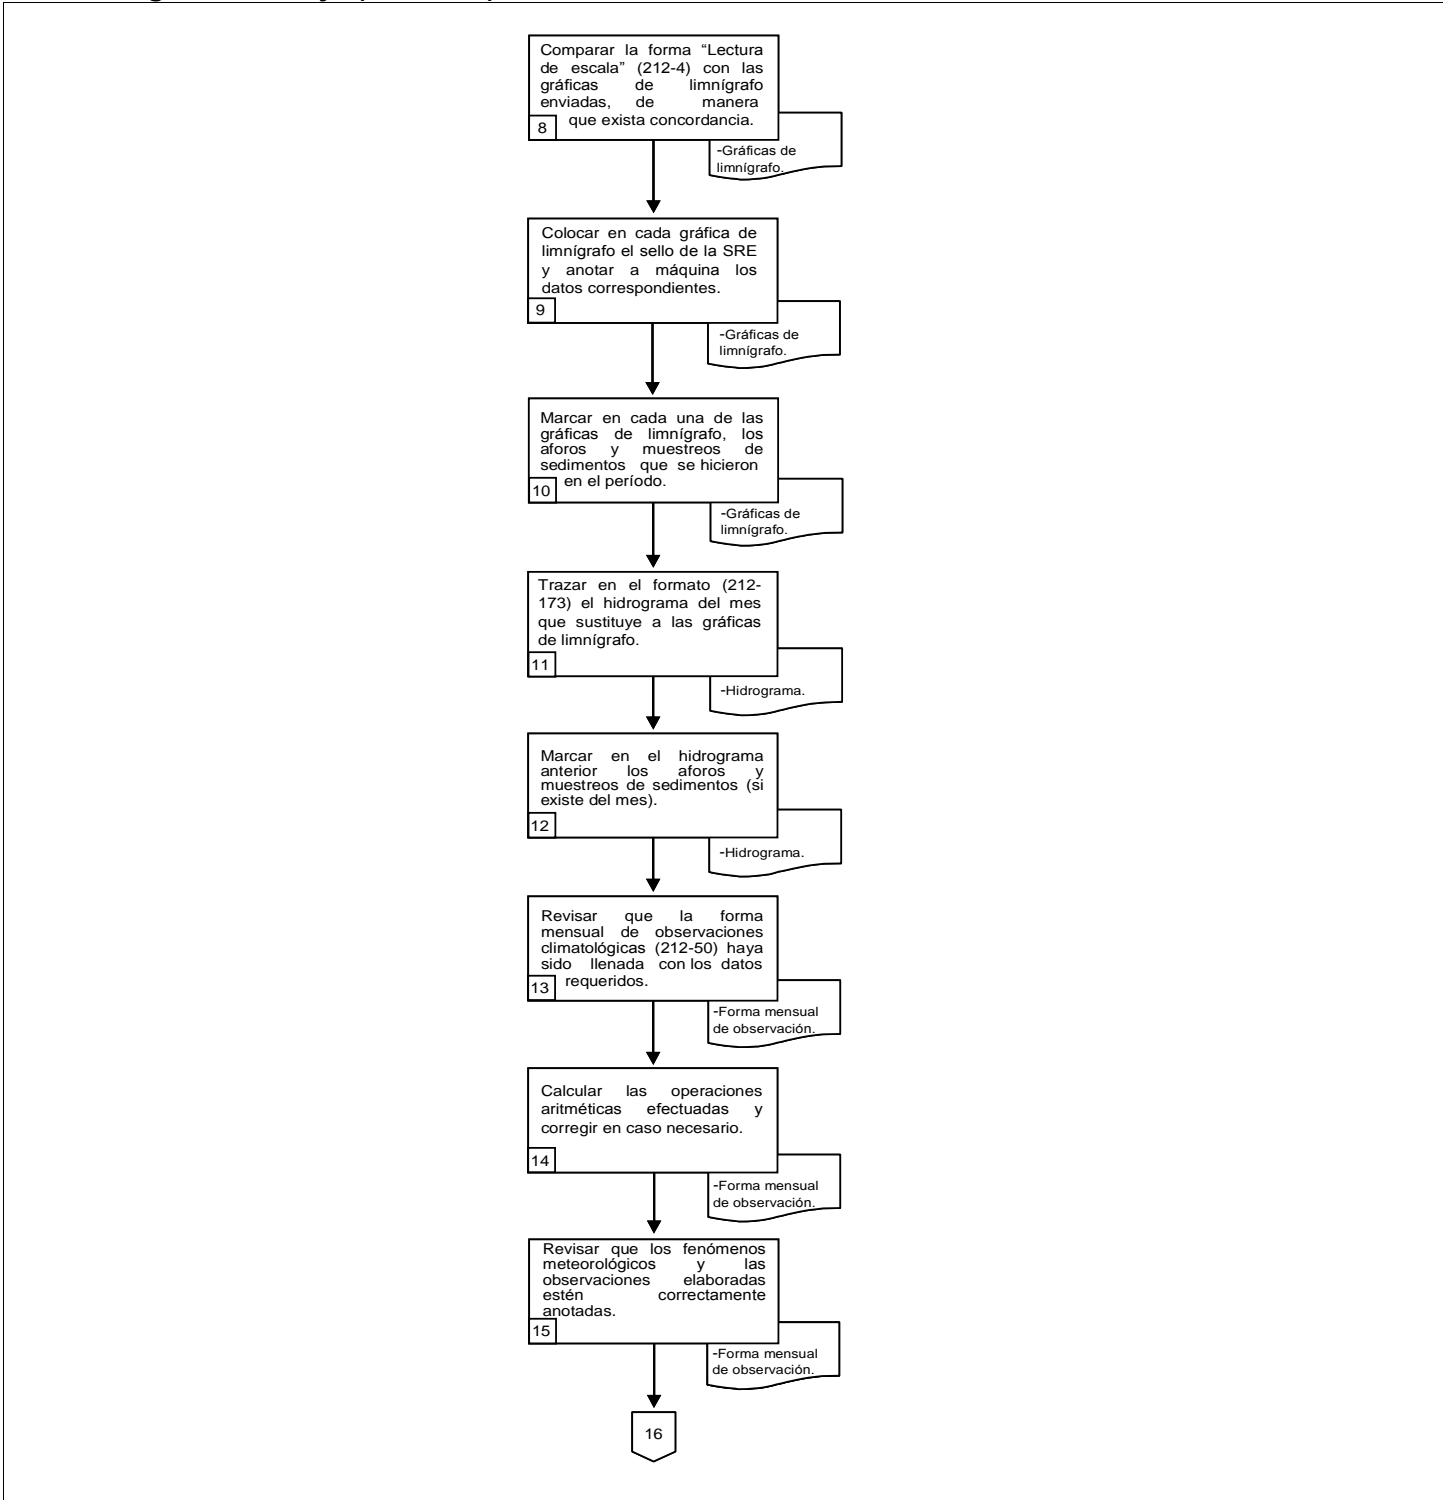 Comparar la forma “Lectura
de escala” (212-4) con las
gráficas de limnígrafo
enviadas, de manera
que exista concordancia.
8
-Gráficas de
limnígrafo.
Colocar en cada gráfica de
limnígrafo el sello de la SRE
y anotar a máquina los
datos correspondientes.
9
-Gráficas de
limnígrafo.
Marcar en cada una de las
gráficas de limnígrafo, los
aforos y muestreos de
sedimentos que se hicieron
en el período.
10
-Gráficas de
limnígrafo.
Trazar en el formato (212-
173) el hidrograma del mes
que sustituye a las gráficas
de limnígrafo.
11
-Hidrograma.
Marcar en el hidrograma
anterior los aforos y
muestreos de sedimentos (si
existe del mes).
12
-Hidrograma.
Revisar que la forma
mensual de observaciones
climatológicas (212-50) haya
sido llenada con los datos
requeridos.
13
-Forma mensual
de observación.
Calcular las operaciones
aritméticas efectuadas y
corregir en caso necesario.
14
-Forma mensual
de observación.
Revisar que los fenómenos
meteorológicos y las
observaciones elaboradas
estén correctamente
anotadas.
15
-Forma mensual
de observación.
16